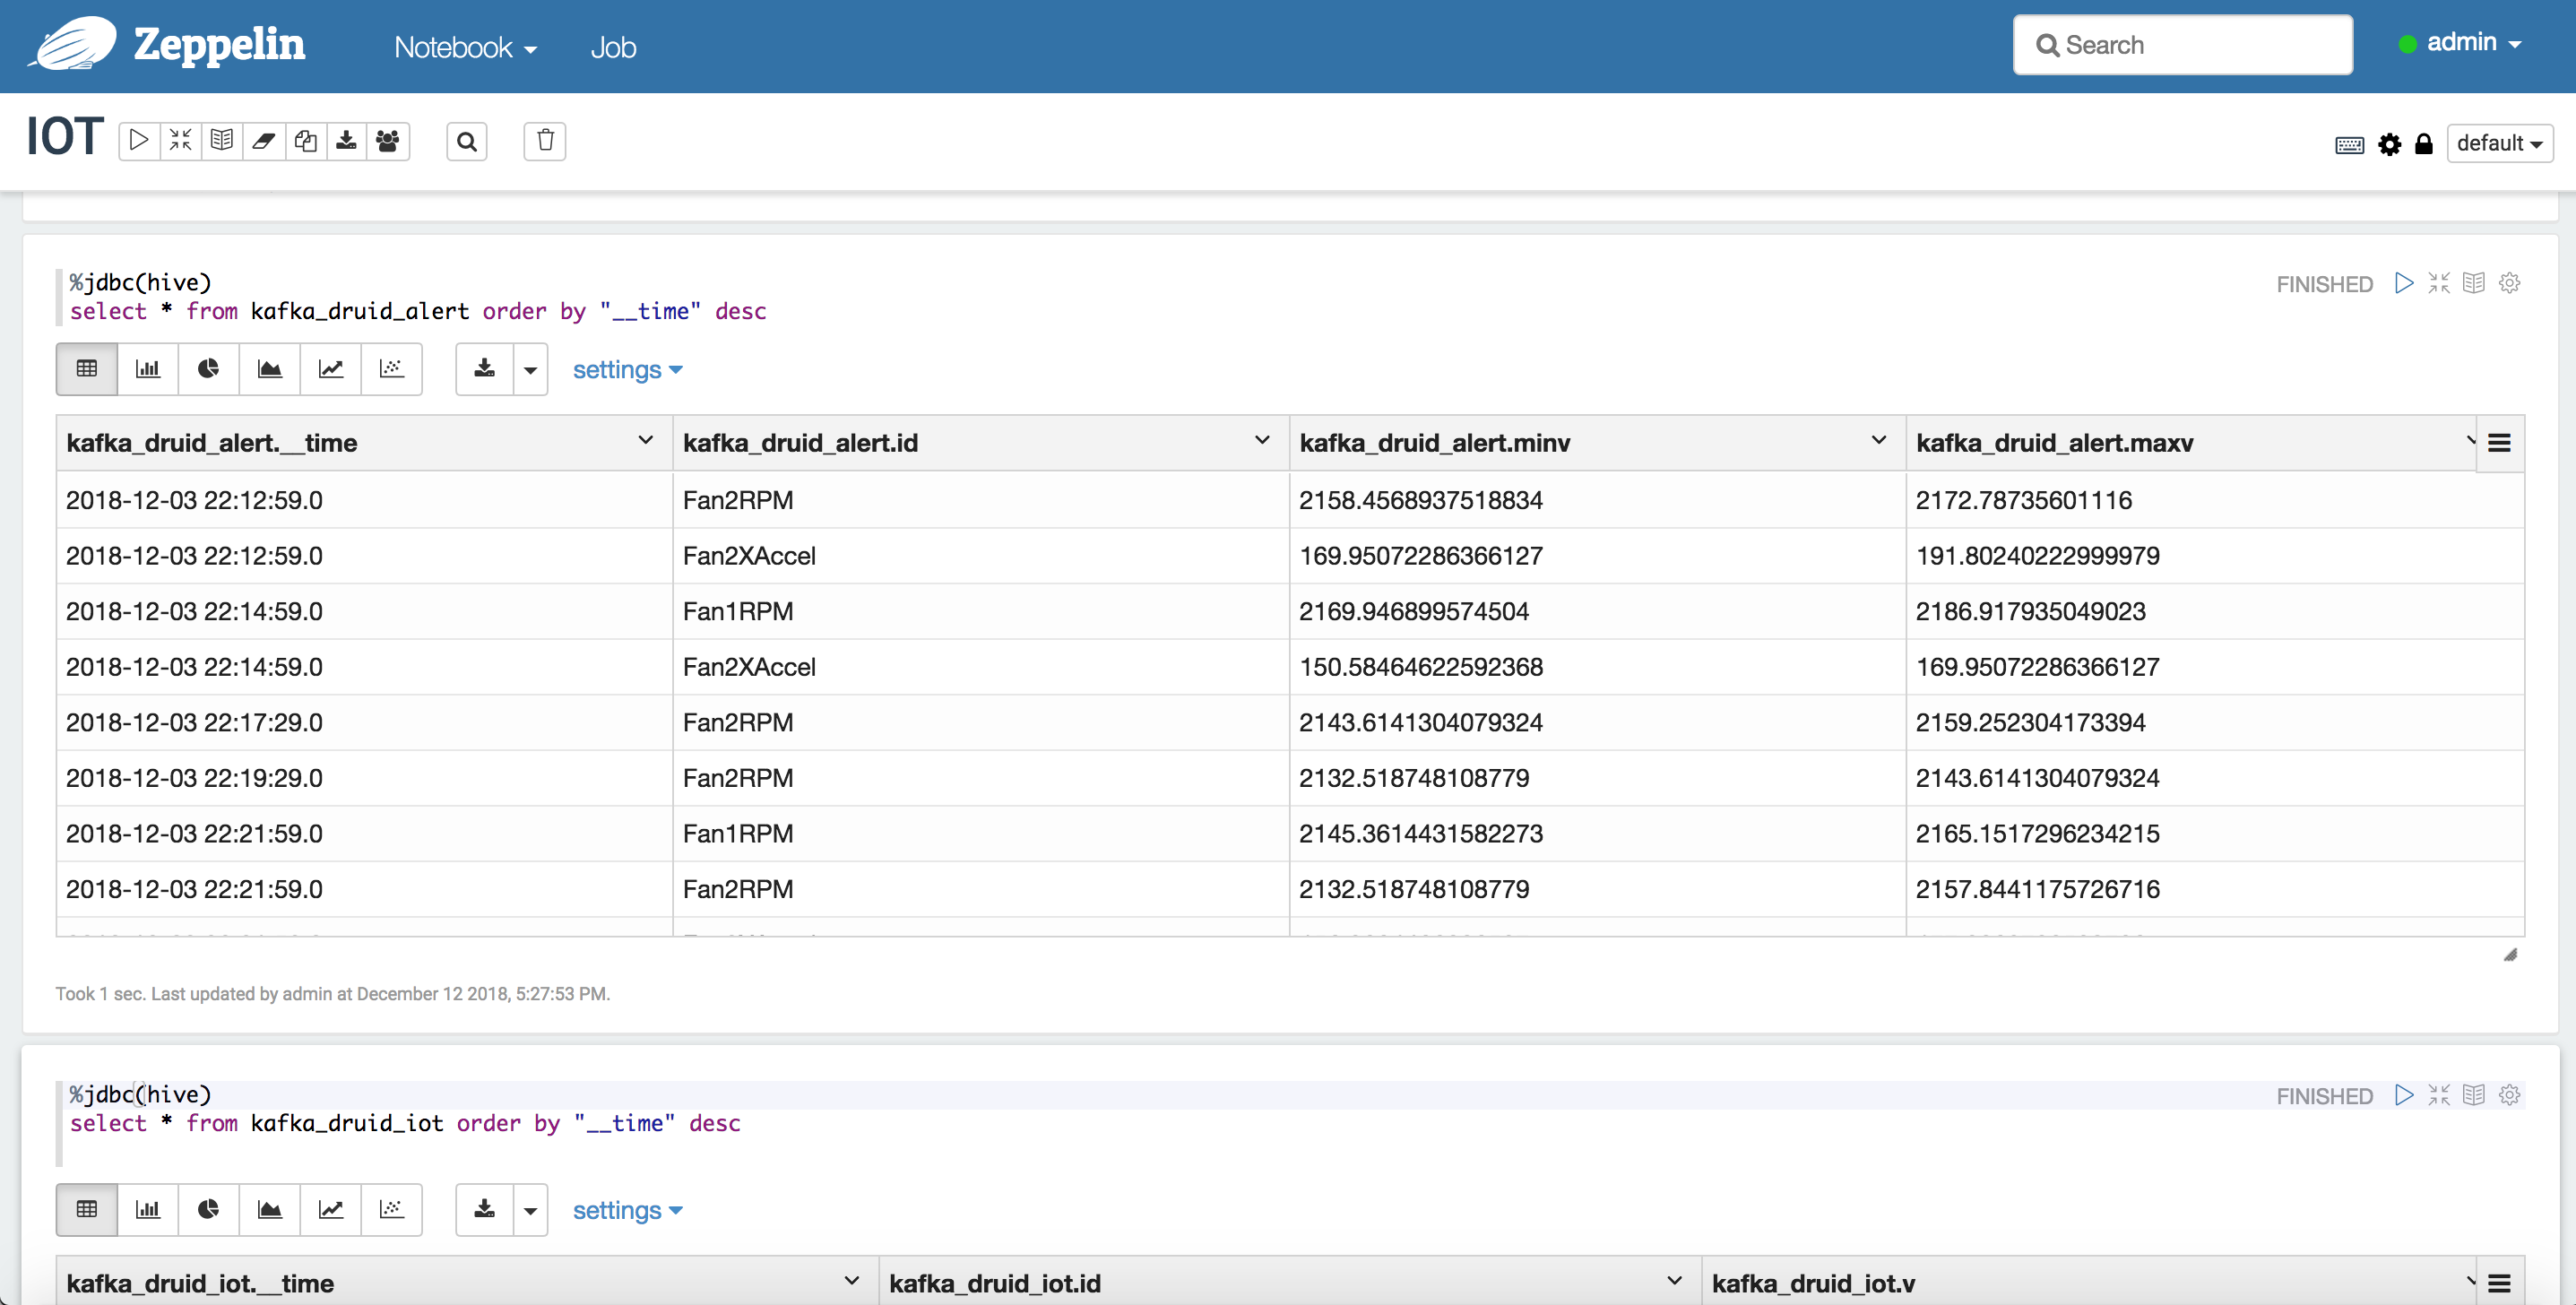 Zeppelin Notebook Job Search admin
IOT default
%jdbc(hive) FINISHED
select * from kafka_druid_alert order by "__time" desc
settings
kafka_druid_alert.__time kafka_druid_alert.id kafka_druid_alert.minv kafka_druid_alert.maxv
2018-12-03 22:12:59.0 Fan2RPM 2158.4568937518834 2172.78735601116
2018-12-03 22:12:59.0 Fan2XAccel 169.95072286366127 191.80240222999979
2018-12-03 22:14:59.0 Fan1RPM 2169.946899574504 2186.917935049023
2018-12-03 22:14:59.0 Fan2XAccel 150.58464622592368 169.95072286366127
2018-12-03 22:17:29.0 Fan2RPM 2143.6141304079324 2159.252304173394
2018-12-03 22:19:29.0 Fan2RPM 2132.518748108779 2143.6141304079324
2018-12-03 22:21:59.0 Fan1RPM 2145.3614431582273 2165.1517296234215
2018-12-03 22:21:59.0 Fan2RPM 2132.518748108779 2157.8441175726716
Took 1 sec. Last updated by admin at December 12 2018, 5:27:53 PM.
%jdbc(hive) FINISHED
select * from kafka_druid_iot order by "__time" desc
settings
kafka_druid_iot.__time kafka_druid_iot.id kafka_druid_iot.v